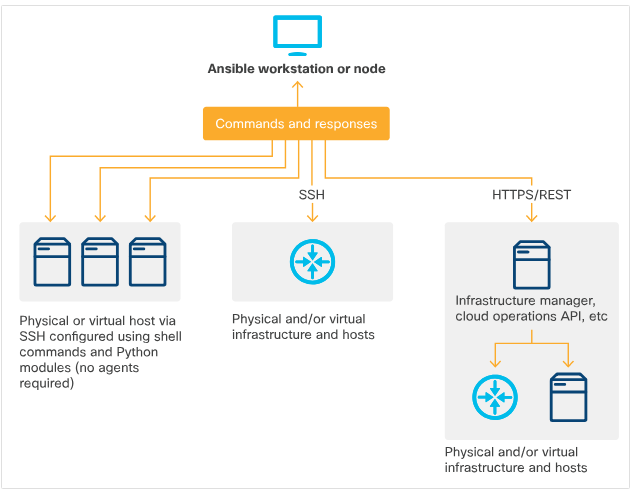 Ansible workstation or node
Commands and responses
SSH
HTTPS/REST
Physical or virtual host via
SSH configured using shell
commands and Python
modules (no agents
required)
Physical and/or virtual
infrastructure and hosts
Infrastructure manager,
cloud operations API, etc
Physical and/or virtual
infrastructure and hosts